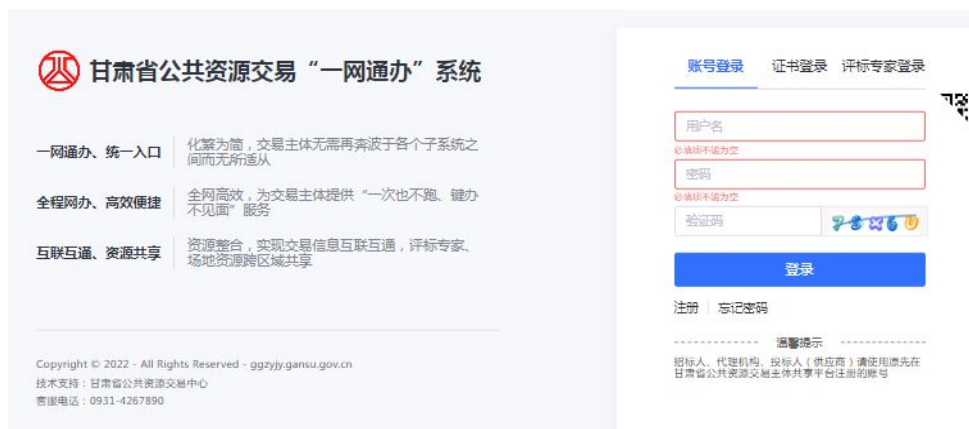 甘肃省公共资源交易“一网通办”系统
一网通办、统一入口
化繁为简，交易主体无需再奔波于各个子系统之
间而无所适从
全程网办、高效便捷
全网高效，为交易主体提供“一次也不跑、键办
不见面”服务
互联互通、资源共享
资源整合，实现交易信息互联互通，评标专家、
场地资源跨区域共享
Copyright © 2022 - All Rights Reserved - ggzyjy.gansu.gov.cn
技术支持：甘肃省公共资源交易中心
客服电话：0931-4267890
账号登录 证书登录 评标专家登录
用户名
必填项不能为空
密码
必填项不能为空
验证码
登录
注册 忘记密码
温馨提示
招标人、代理机构、投标人（供应商）请使用原先在
甘肃省公共资源交易主体共享平台注册的账号